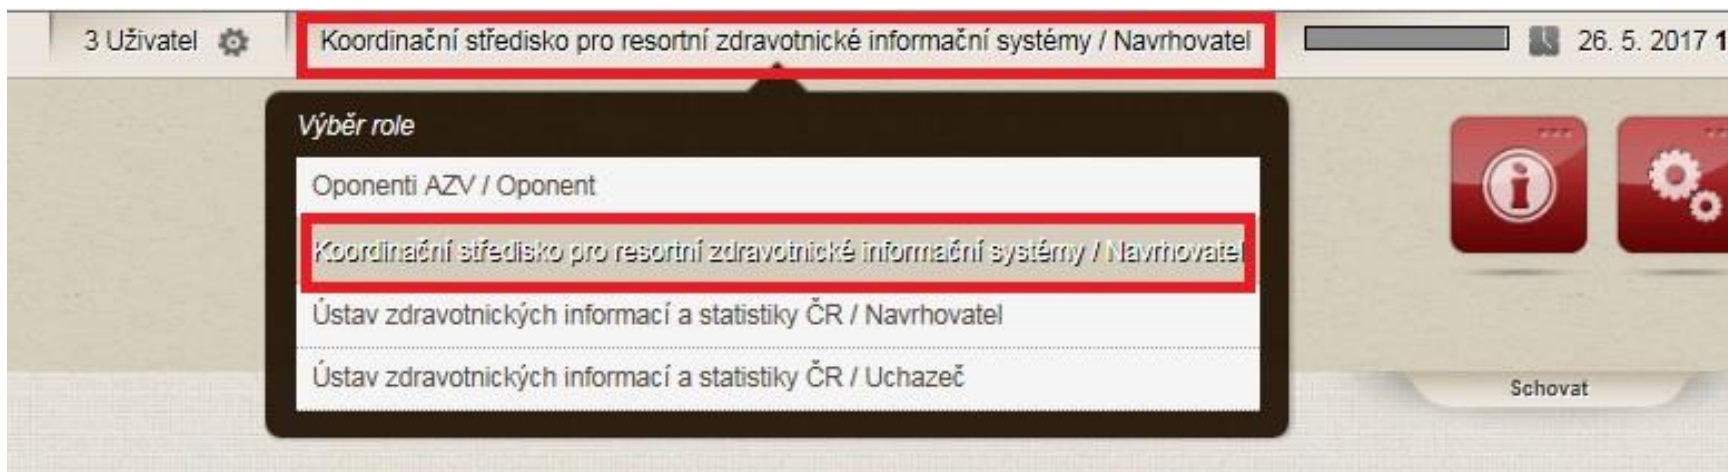 3 Uživatel
Koordinační středisko pro resortní zdravotnické informační systémy / Navrhovatel
26. 5. 2017 1
Výběr role
Oponenti AZV / Oponent
Koordinační středisko pro resortní zdravotnické informační systémy / Navrhovatel
Ústav zdravotnických informací a statistiky ČR / Navrhovatel
Ústav zdravotnických informací a statistiky ČR / Uchazeč
Schovat